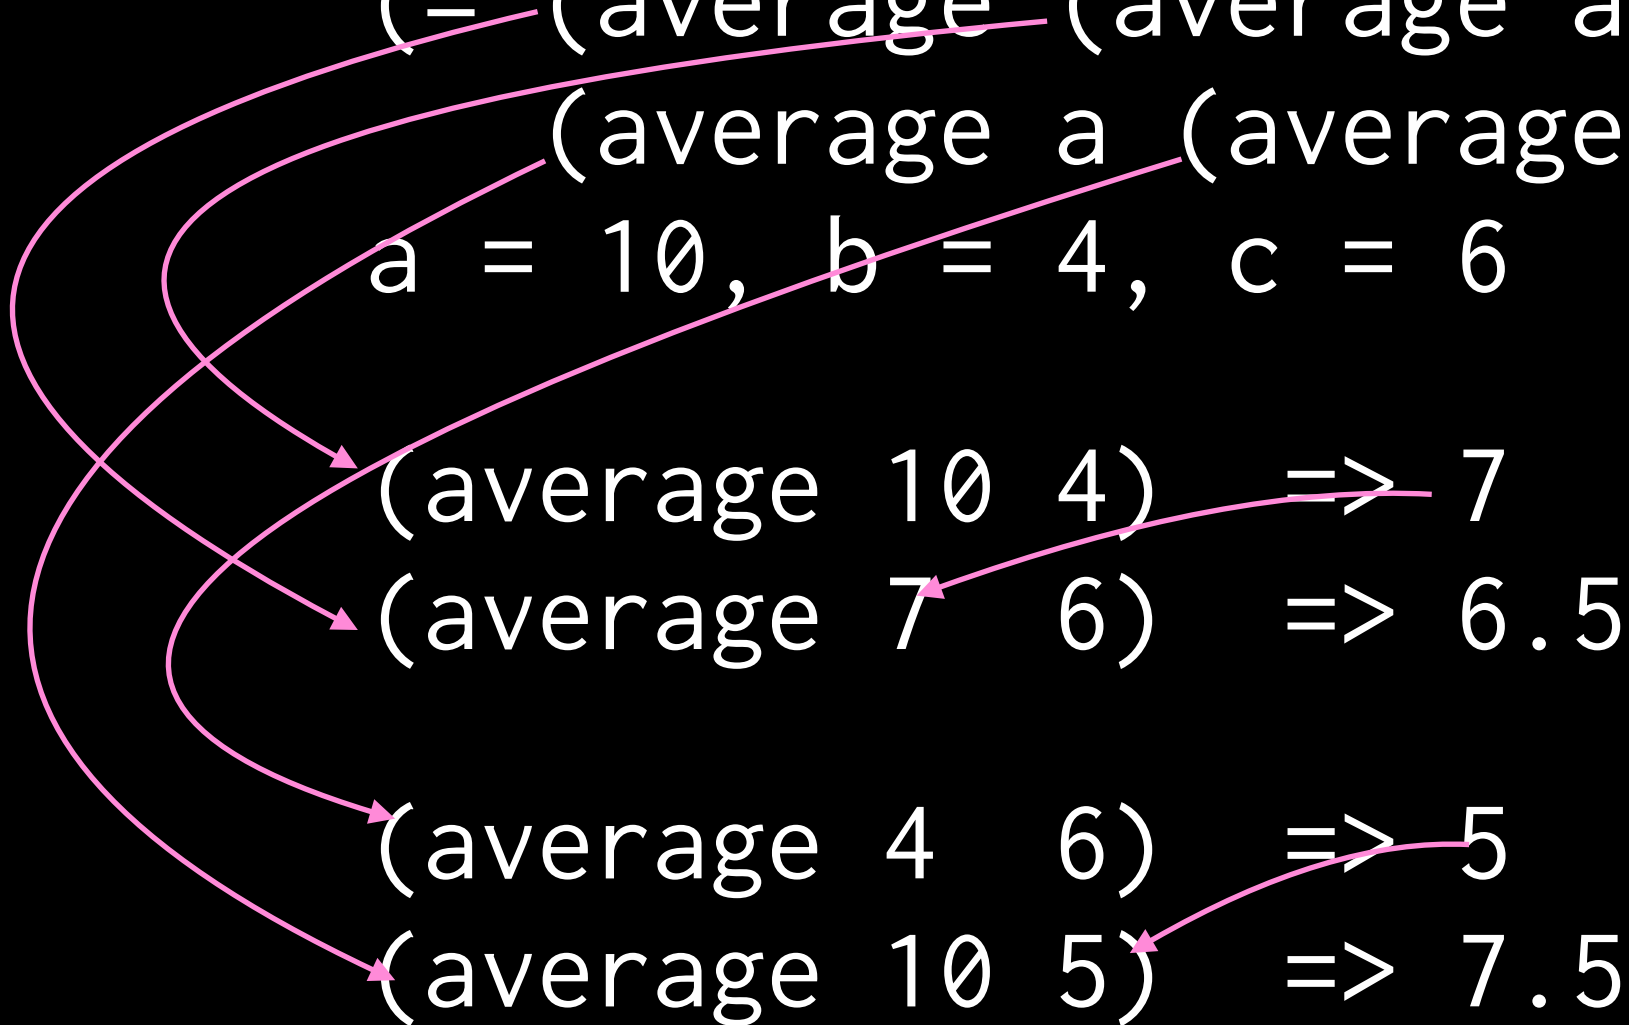 (= (average (average a
(average a (average
a = 10, b = 4, c = 6
(average 10 4) => 7
(average 7 6) => 6.5
(average 4 6) => 5
(average 10 5) => 7.5